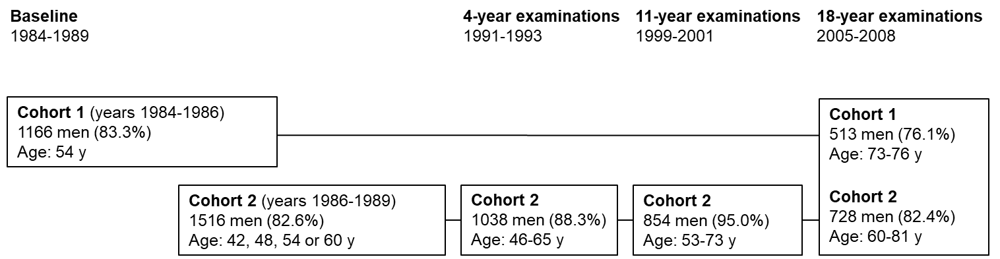 Baseline
1984-1989
4-year examinations
1991-1993
11-year examinations
1999-2001
18-year examinations
2005-2008
Cohort 1 (years 1984-1986)
1166 men (83.3%)
Age: 54 y
Cohort 2 (years 1986-1989)
1516 men (82.6%)
Age: 42, 48, 54 or 60 y
Cohort 2
1038 men (88.3%)
Age: 46-65 y
Cohort 2
854 men (95.0%)
Age: 53-73 y
Cohort 1
513 men (76.1%)
Age: 73-76 y
Cohort 2
728 men (82.4%)
Age: 60-81 y